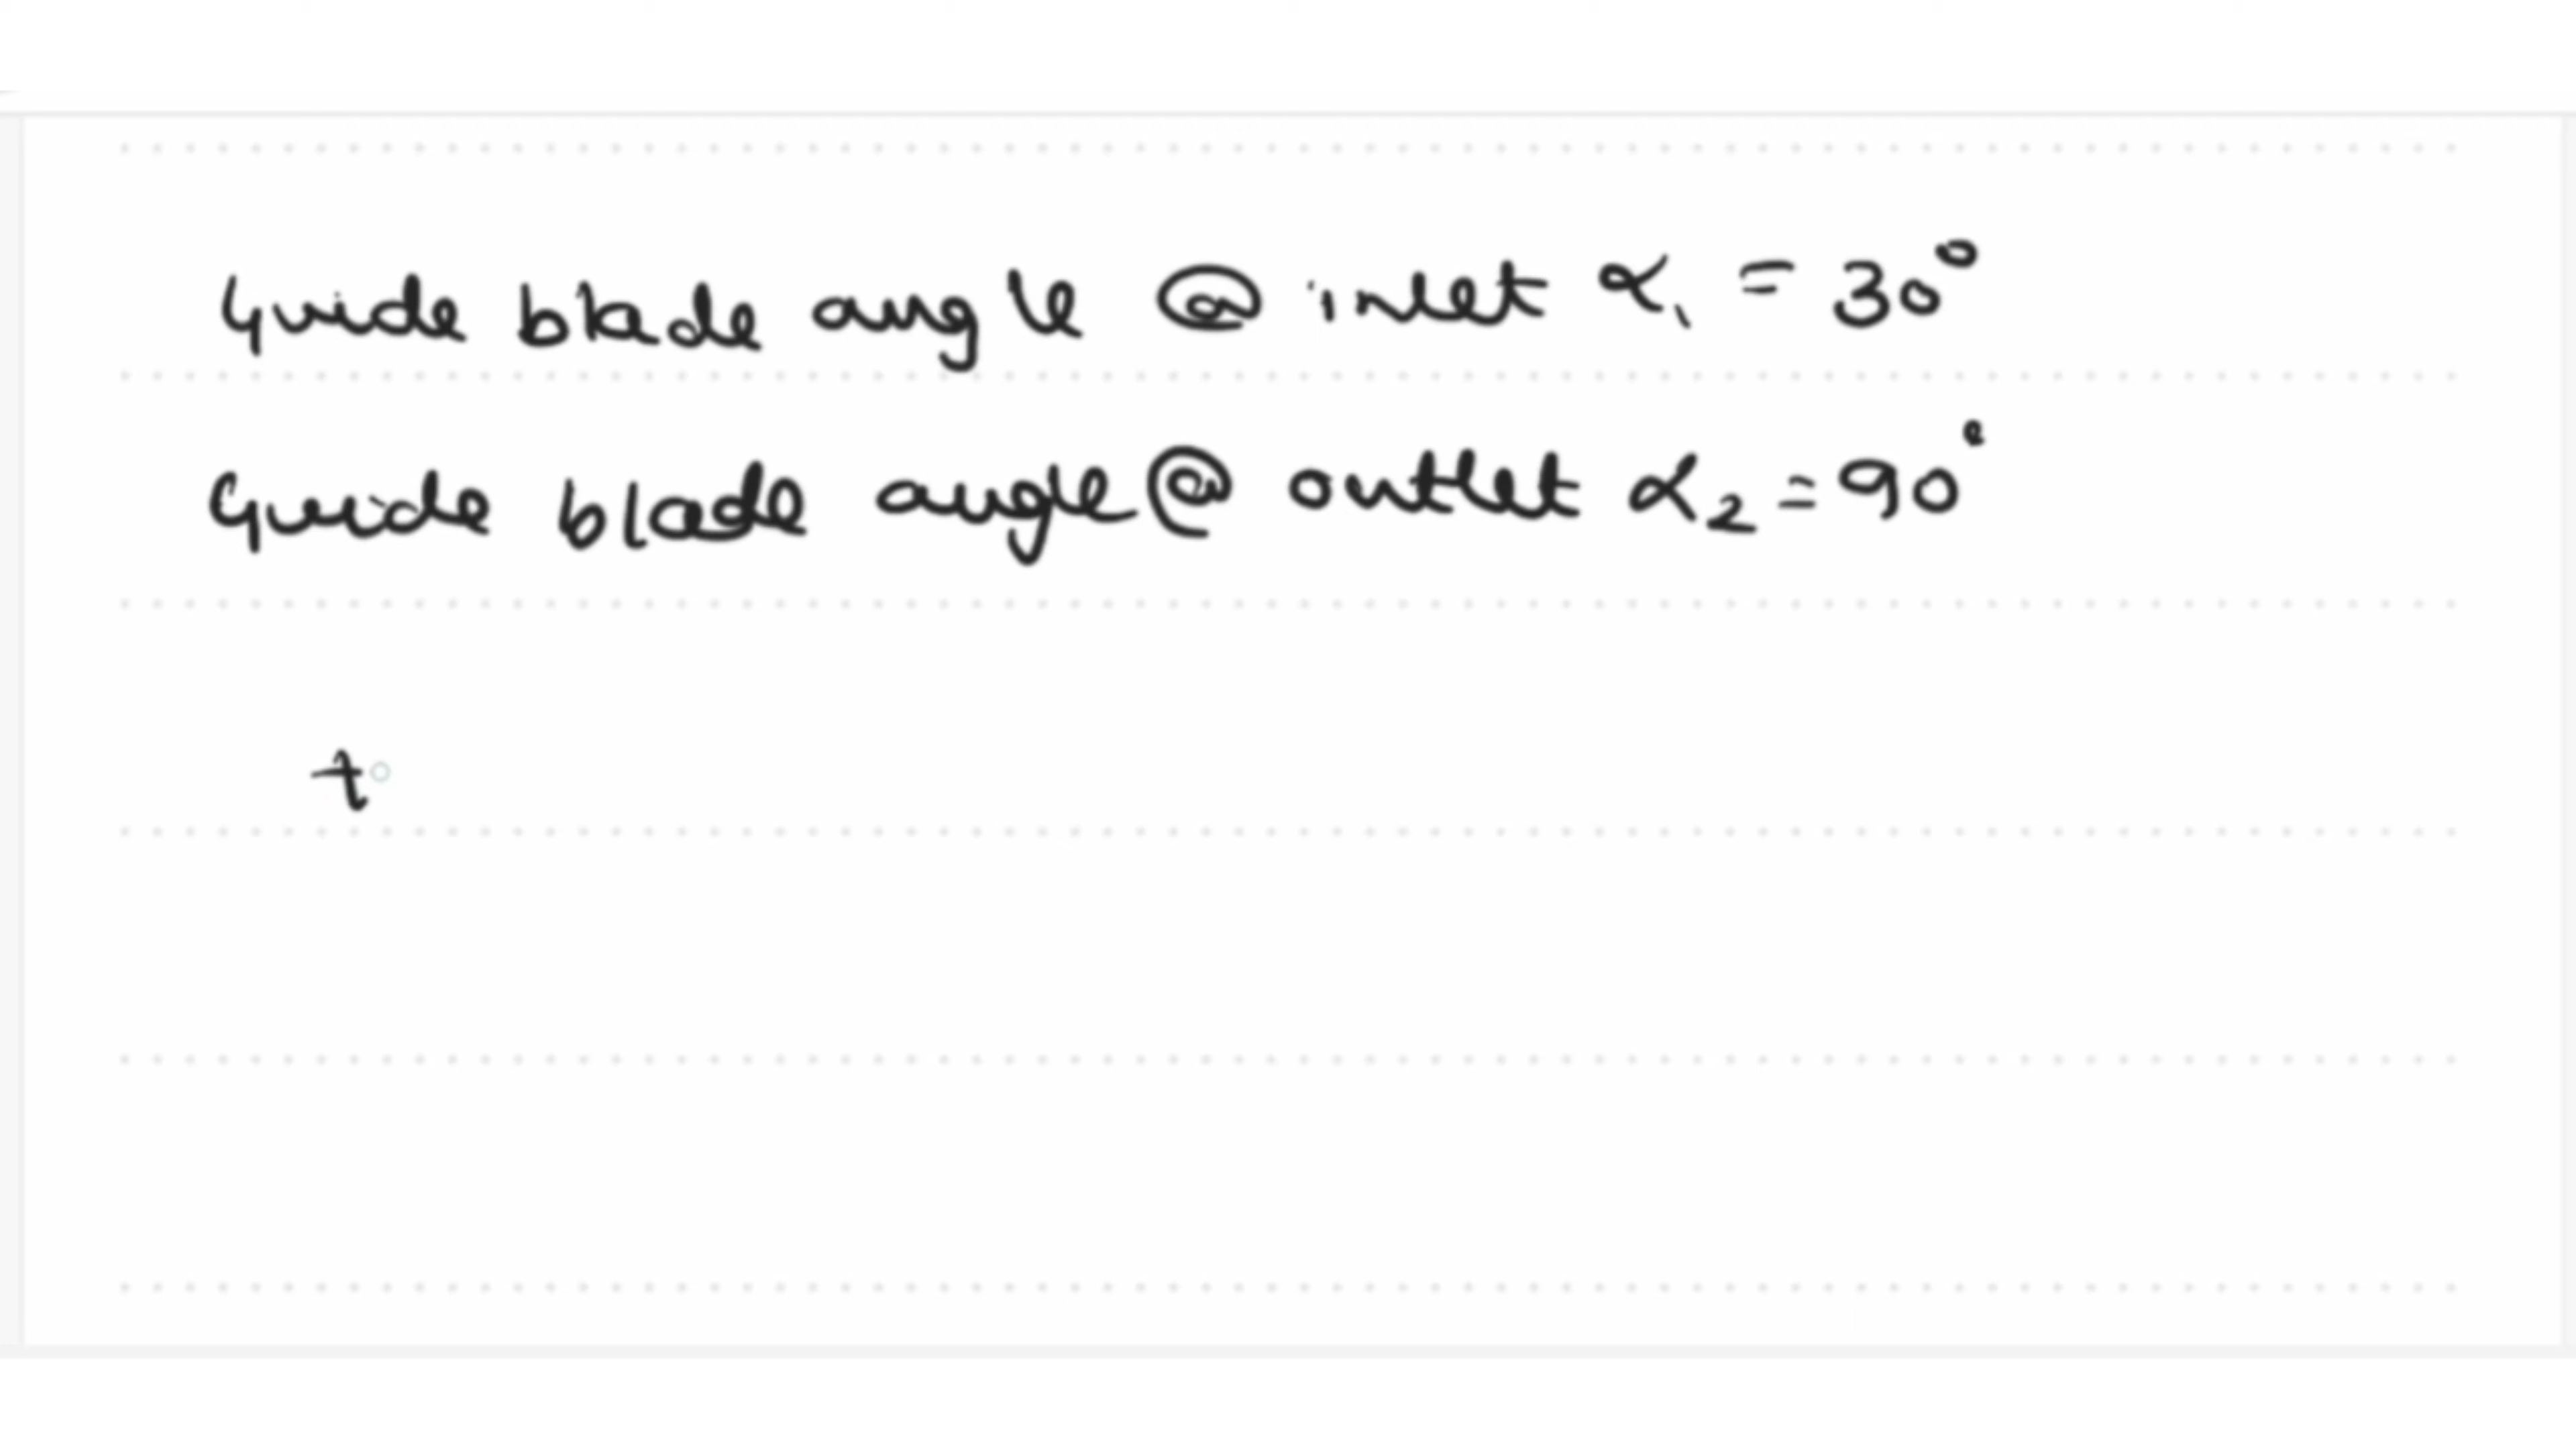 Guide blade angle @ inlet α₁ = 30°
Guide blade angle @ outlet α₂ = 90°
t